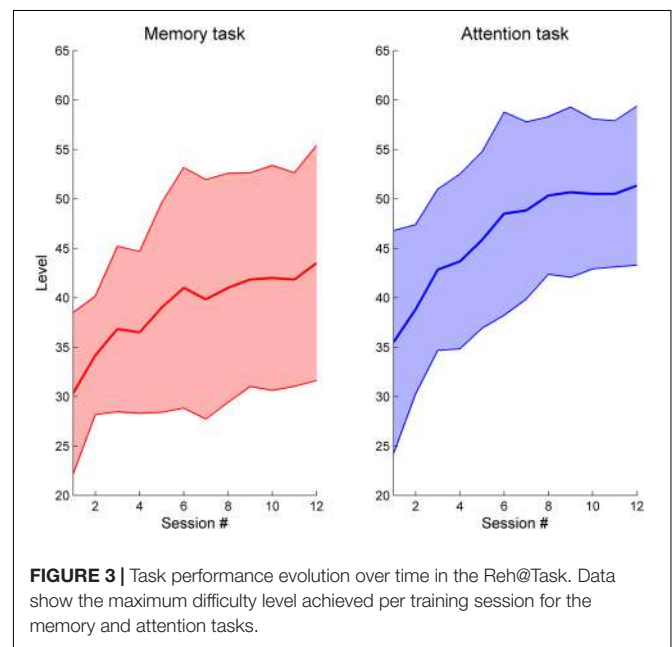 Memory task
Attention task
65
60
55
50
45
40
35
30
25
20
Level
2 4 6 8 10 12
Session #
65
60
55
50
45
40
35
30
25
20
2 4 6 8 10 12
Session #
FIGURE 3 | Task performance evolution over time in the Reh@Task. Data
show the maximum difficulty level achieved per training session for the
memory and attention tasks.